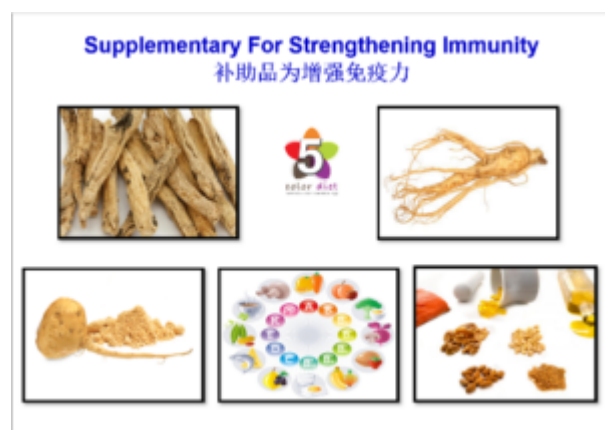 Supplementary For Strengthening Immunity
补助品为增强免疫力
5
color diet